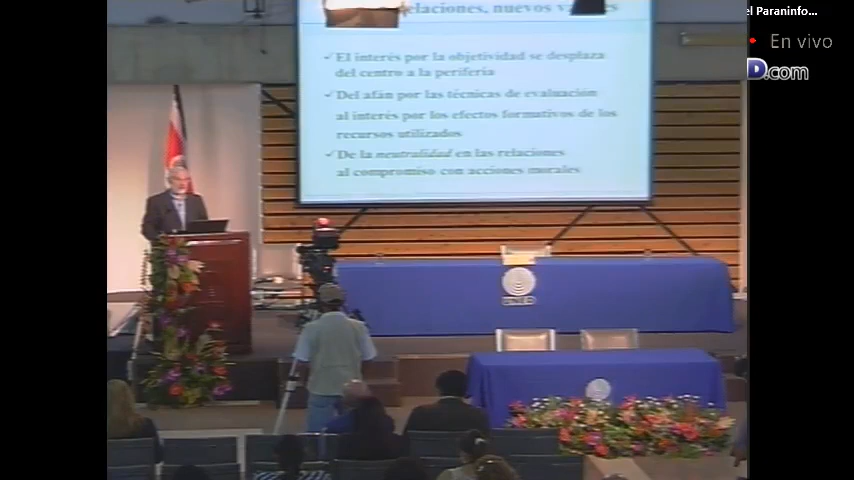 el Paraninfo...
En vivo
D.com
elaciones, nuevos
✓El interés por la objetividad se desplaza
del centro a la periferia
✓Del afán por las técnicas de evaluación
al interés por los efectos formativos de los
recursos utilizados
✓De la neutralidad en las relaciones
al compromiso con acciones morales